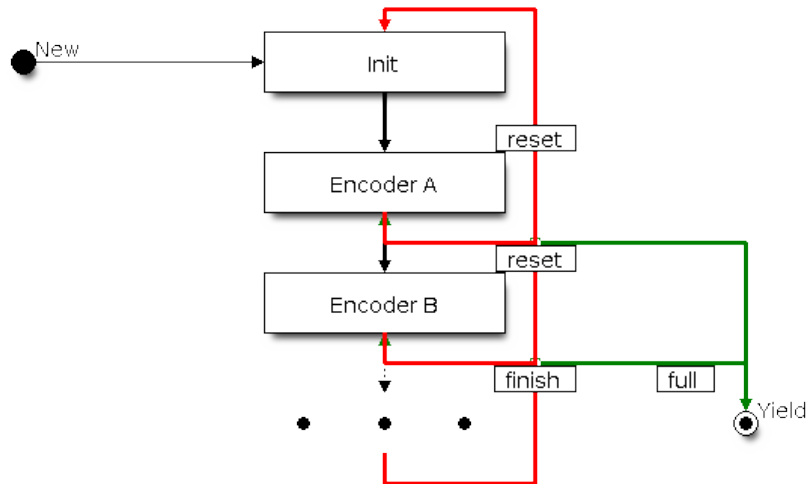 New
Init
reset
Encoder A
reset
Encoder B
finish
full
Yield